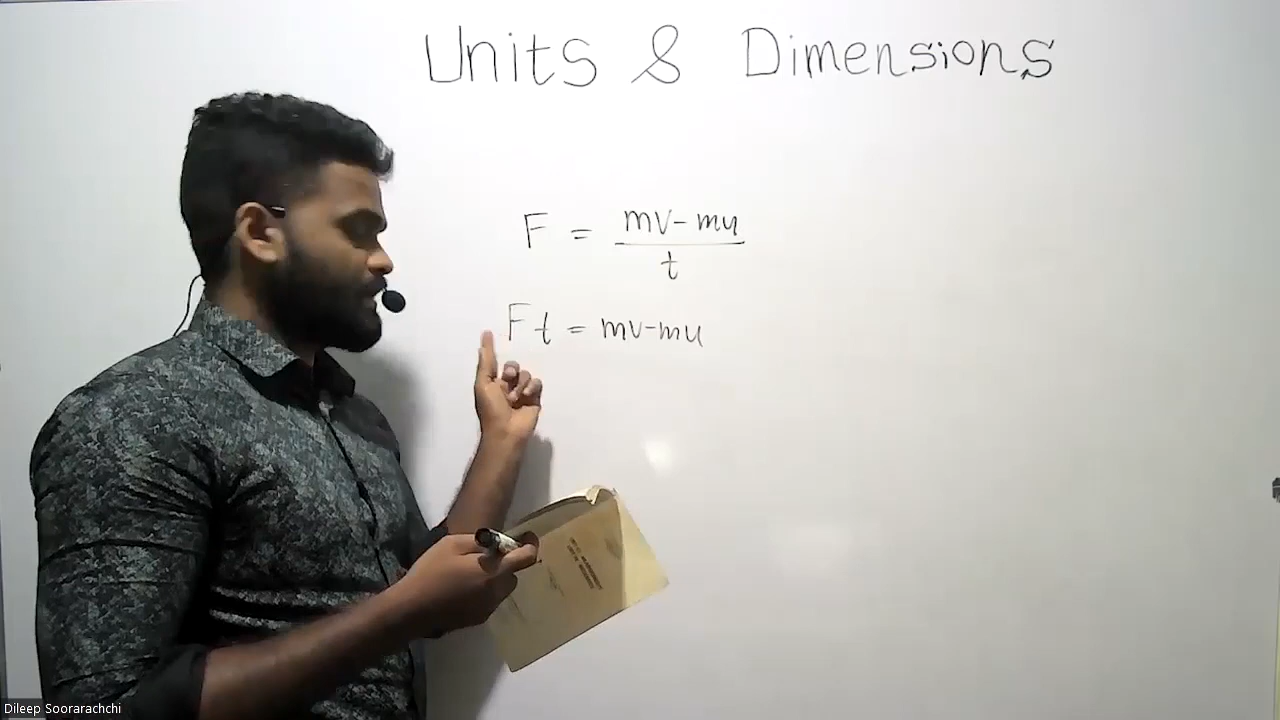 Units & Dimensions
F = mv-mu
t
Ft = mv-mu
Dileep Soorarachchi